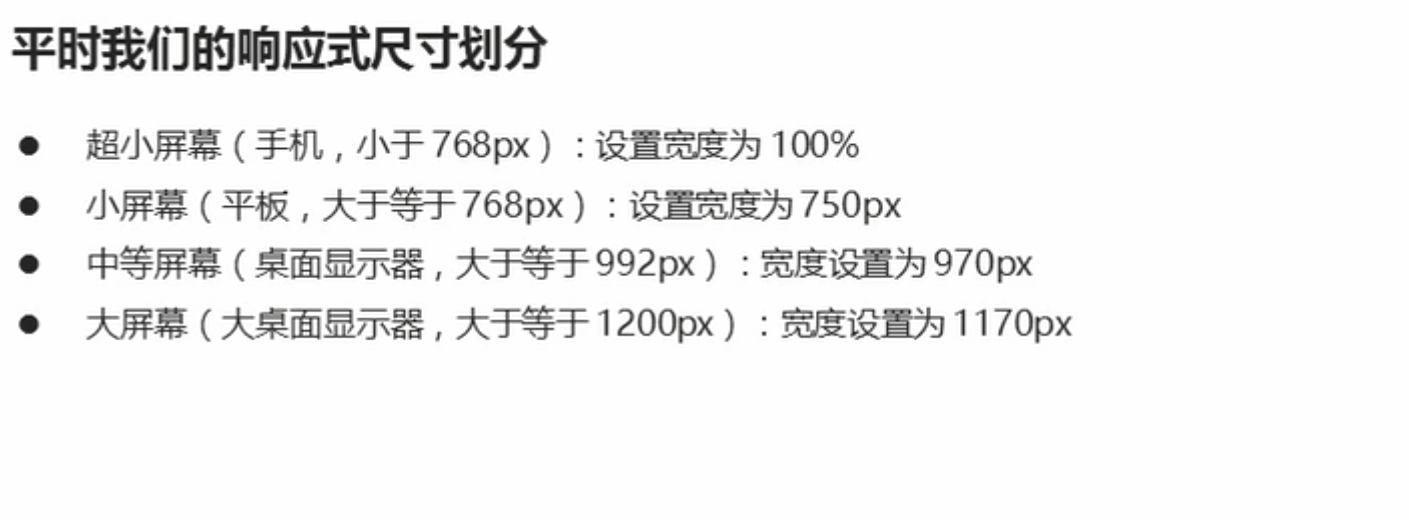 平时我们的响应式尺寸划分
● 超小屏幕（手机，小于 768px）：设置宽度为 100%
● 小屏幕（平板，大于等于 768px）：设置宽度为 750px
● 中等屏幕（桌面显示器，大于等于 992px）：宽度设置为 970px
● 大屏幕（大桌面显示器，大于等于 1200px）：宽度设置为 1170px